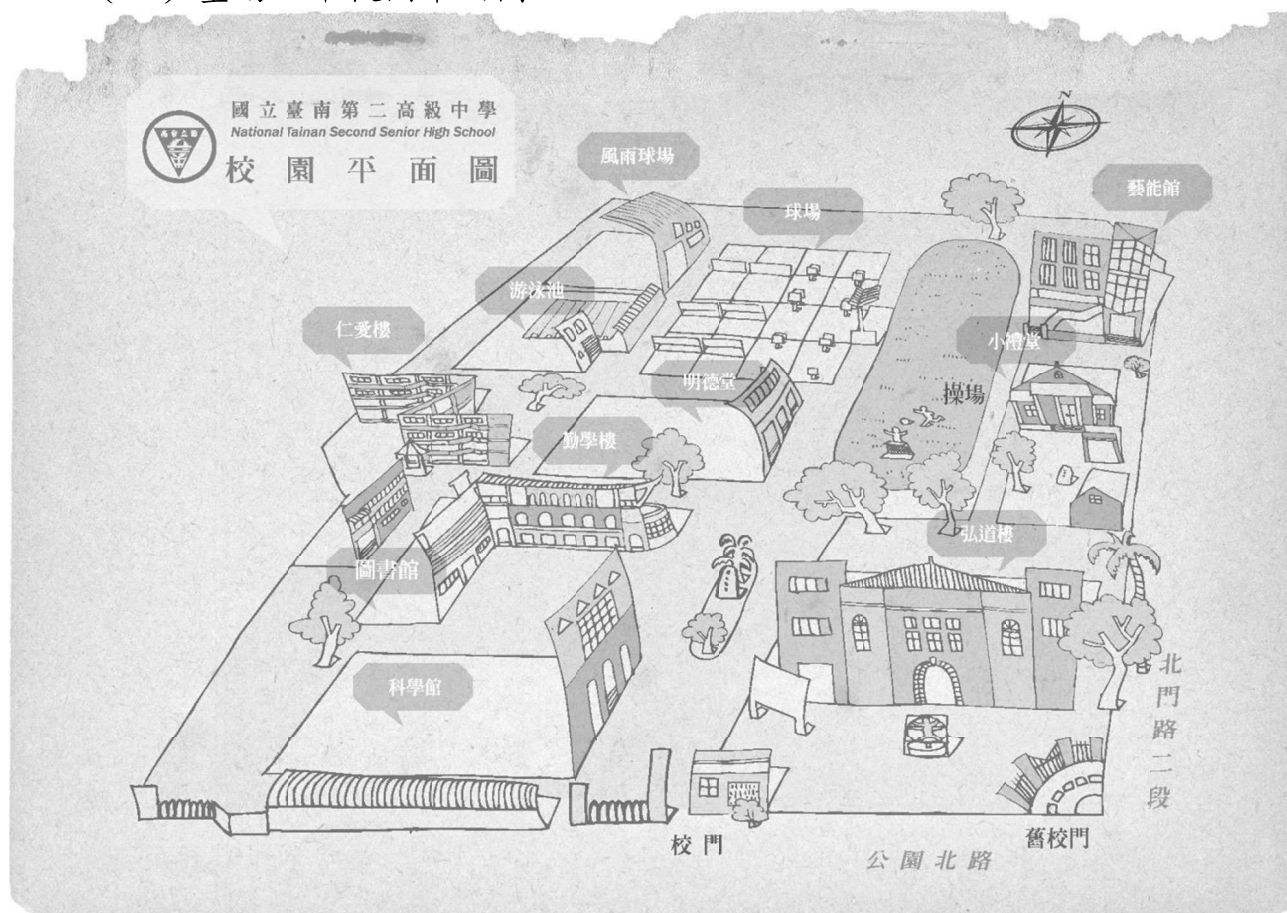 國立臺南第二高級中學
National Tainan Second Senior High School
校園平面圖
N
風雨球場
藝能館
球場
游泳池
仁愛樓
小禮堂
明德堂
操場
勤學樓
弘道樓
圖書館
科學館
北門路二段
校門
舊校門
公園北路